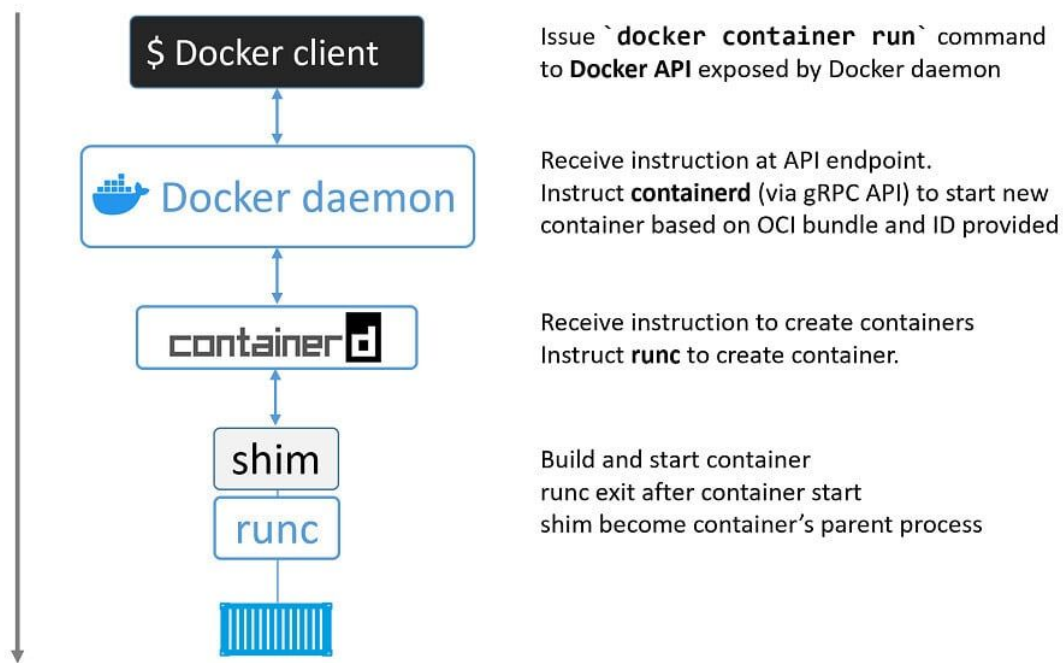 $ Docker client
Issue `docker container run` command
to Docker API exposed by Docker daemon
Docker daemon
Receive instruction at API endpoint.
Instruct containerd (via gRPC API) to start new
container based on OCI bundle and ID provided
containerd
Receive instruction to create containers
Instruct runc to create container.
shim
runc
Build and start container
runc exit after container start
shim become container’s parent process